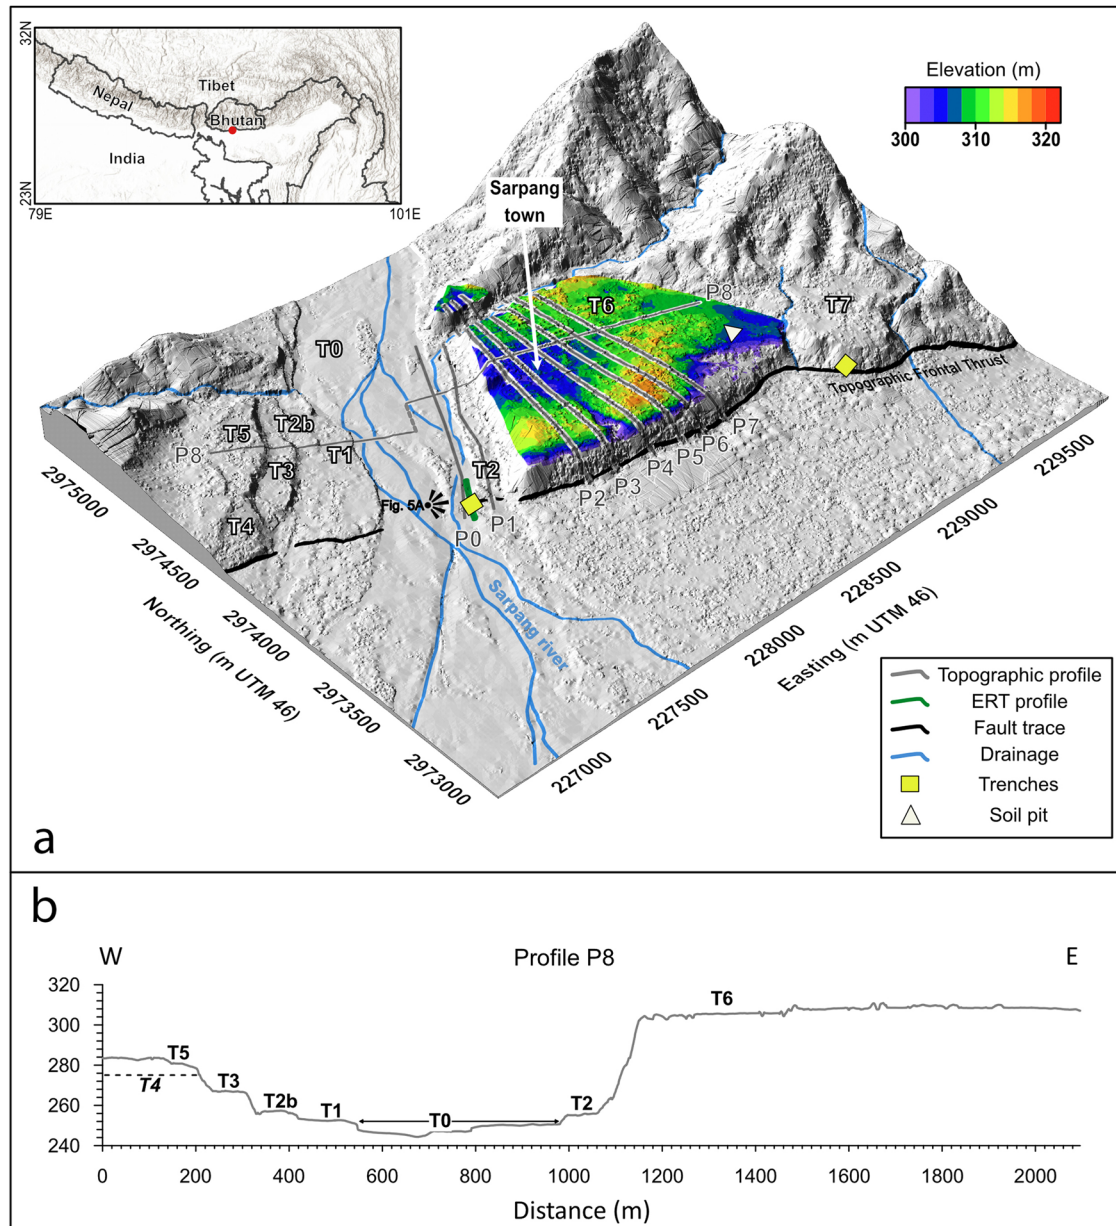 32N
23N
79E
101E
Tibet
Nepal
Bhutan
India
Elevation (m)
300
310
320
Sarpang
town
T6
P8
T7
Topographic Frontal Thrust
T0
T2b
T5
P8
T3
T1
T4
T2
Fig. 5A
P0
P1
P2
P3
P4
P5
P6
P7
Sarpang river
2975000
2974500
2974000
2973500
2973000
Northing (m UTM 46)
227000
227500
228000
228500
229000
229500
Easting (m UTM 46)
Topographic profile
ERT profile
Fault trace
Drainage
Trenches
Soil pit
a
b
W
Profile P8
E
320
300
280
260
240
T5
T4
T3
T2b
T1
T0
T2
T6
0
200
400
600
800
1000
1200
1400
1600
1800
2000
Distance (m)